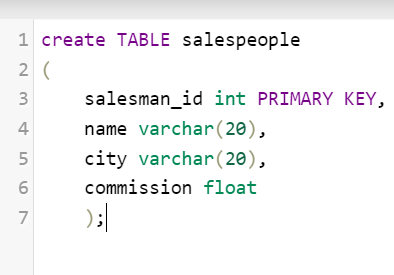 1 create TABLE salespeople
2 (
3 salesman_id int PRIMARY KEY,
4 name varchar(20),
5 city varchar(20),
6 commission float
7 );